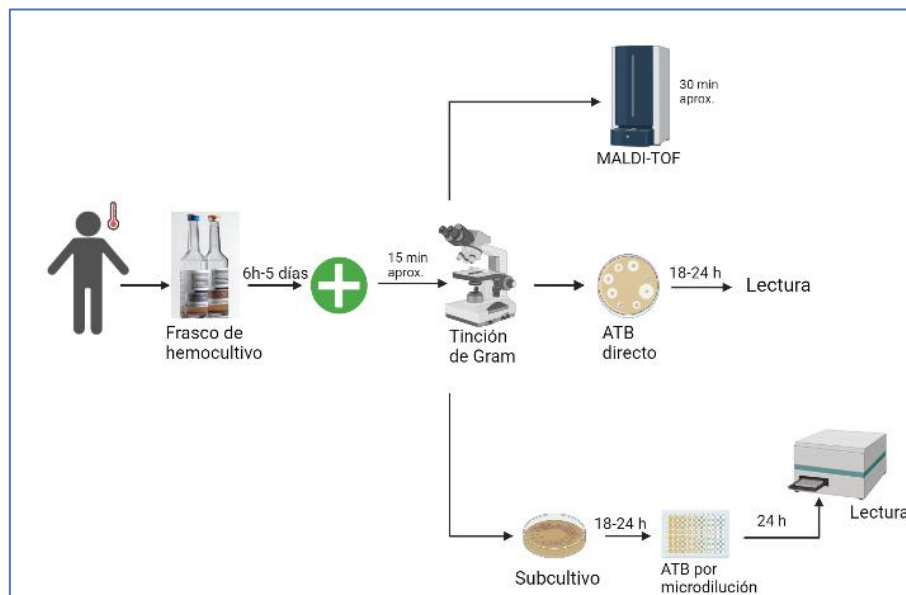 30 min
aprox.
MALDI-TOF
6h-5 días
15 min
aprox.
18-24 h
Lectura
Frasco de
hemocultivo
Tinción
de Gram
ATB
directo
18-24 h
24 h
Lectura
Subcultivo
ATB por
microdilución